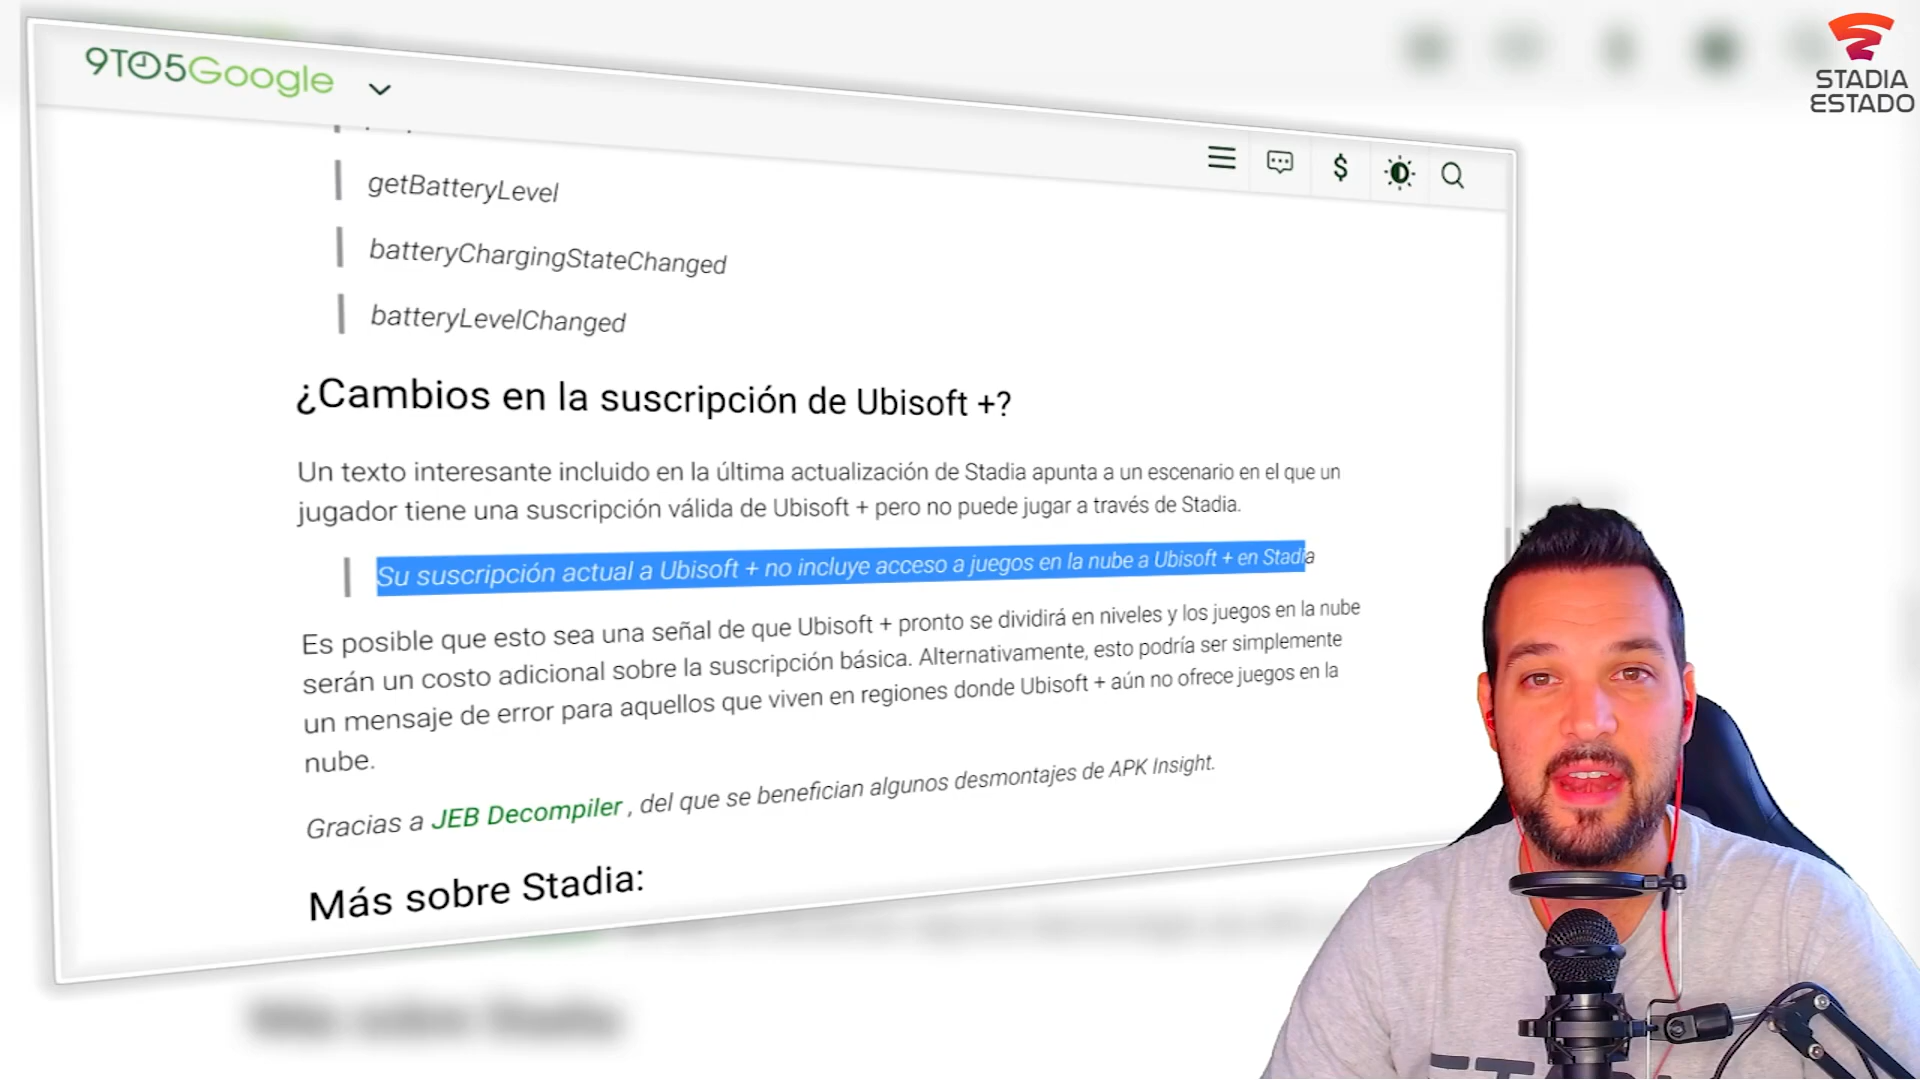 9TO5Google
STADIA
ESTADO
getBatteryLevel
batteryChargingStateChanged
batteryLevelChanged
¿Cambios en la suscripción de Ubisoft +?
Un texto interesante incluido en la última actualización de Stadia apunta a un escenario en el que un
jugador tiene una suscripción válida de Ubisoft + pero no puede jugar a través de Stadia.
Su suscripción actual a Ubisoft + no incluye acceso a juegos en la nube a Ubisoft + en Stadia
Es posible que esto sea una señal de que Ubisoft + pronto se dividirá en niveles y los juegos en la nube
serán un costo adicional sobre la suscripción básica. Alternativamente, esto podría ser simplemente
un mensaje de error para aquellos que viven en regiones donde Ubisoft + aún no ofrece juegos en la
nube.
Gracias a JEB Decompiler , del que se benefician algunos desmontajes de APK Insight.
Más sobre Stadia: